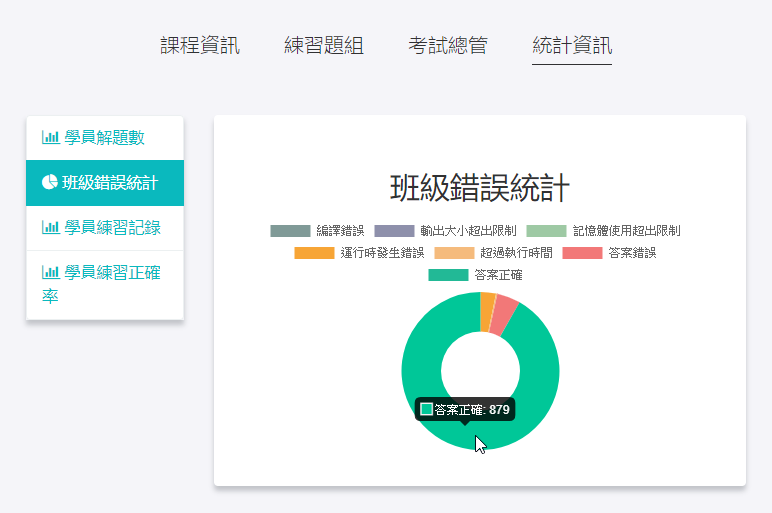 課程資訊 練習題組 考試總管 統計資訊
學員解題數
班級錯誤統計
學員練習記錄
學員練習正確
率
班級錯誤統計
編譯錯誤 輸出大小超出限制 記憶體使用超出限制
運行時發生錯誤 超過執行時間 答案錯誤
答案正確
答案正確: 879